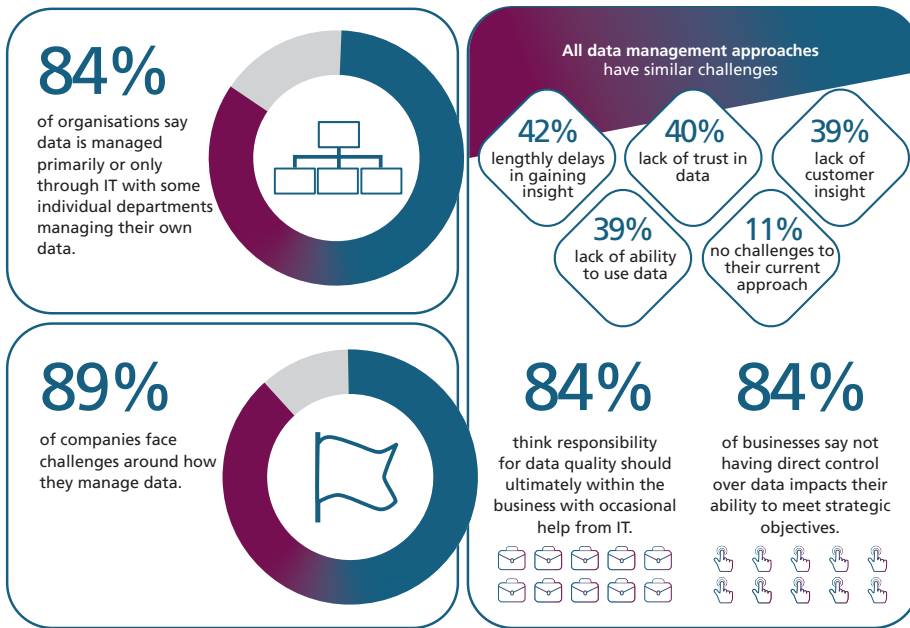 84%
of organisations say
data is managed
primarily or only
through IT with some
individual departments
managing their own
data.
89%
of companies face
challenges around how
they manage data.
All data management approaches
have similar challenges
42%
lengthly delays
in gaining
insight
40%
lack of trust in
data
39%
lack of
customer
insight
39%
lack of ability
to use data
11%
no challenges to
their current
approach
84%
think responsibility
for data quality should
ultimately within the
business with occasional
help from IT.
84%
of businesses say not
having direct control
over data impacts their
ability to meet strategic
objectives.